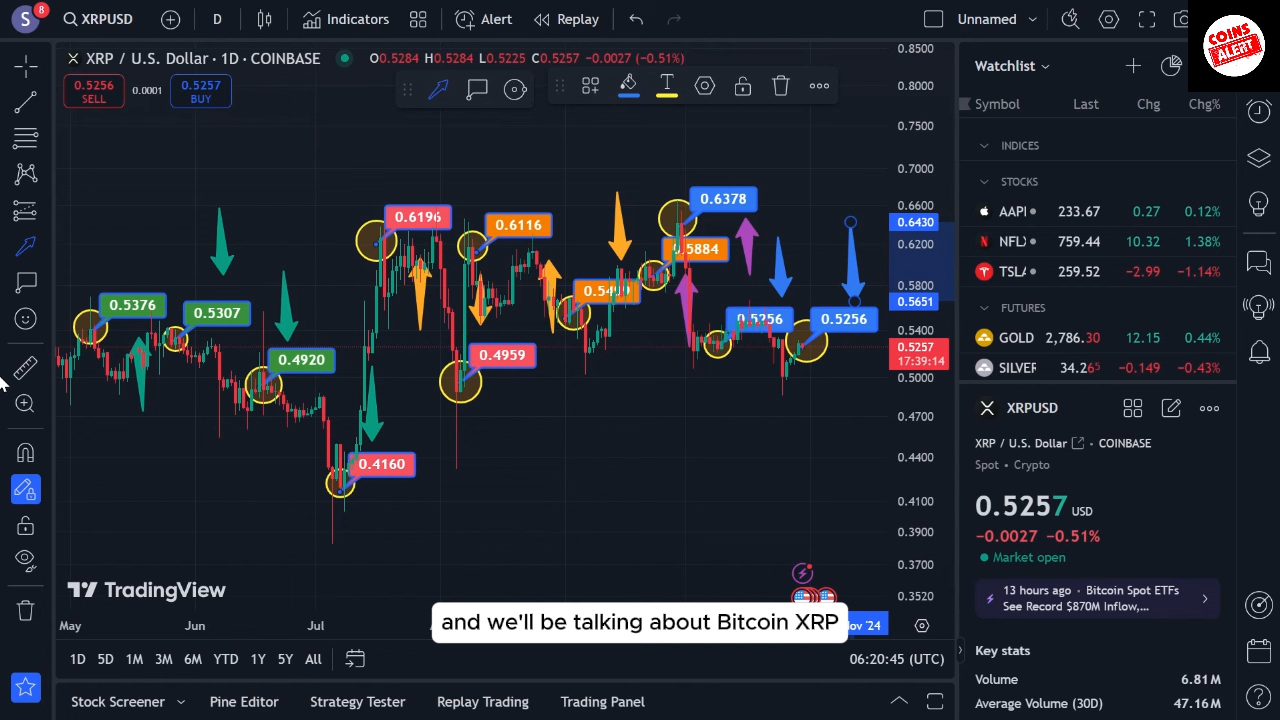 S 8 XRPUSD D Indicators Alert Replay Unnamed
COINS ALERT
XRP / U.S. Dollar · 1D · COINBASE O0.5284 H0.5284 L0.5225 C0.5257 -0.0027 (-0.51%)
0.5256 SELL 0.0001 0.5257 BUY
T
0.8500
0.8000
0.7500
0.7000
0.6600
0.6430
0.6200
0.5800
0.5651
0.5400
0.5257
17:39:14
0.5000
0.4700
0.4400
0.4100
0.3900
0.3700
0.3520
0.5376
0.5307
0.4920
0.4160
0.6196
0.6116
0.4959
0.5884
0.6378
0.5256
0.5256
TradingView
and we'll be talking about Bitcoin XRP
May Jun Jul Nov '24
1D 5D 1M 3M 6M YTD 1Y 5Y All 06:20:45 (UTC)
Stock Screener Pine Editor Strategy Tester Replay Trading Trading Panel
Watchlist
Symbol Last Chg Chg%
INDICES
STOCKS
AAPL 233.67 0.27 0.12%
NFLX 759.44 10.32 1.38%
TSLA 259.52 -2.99 -1.14%
FUTURES
GOLD 2,786.30 12.15 0.44%
SILVER 34.265 -0.149 -0.43%
XRPUSD
XRP / U.S. Dollar COINBASE
Spot • Crypto
0.5257 USD
-0.0027 -0.51%
Market open
13 hours ago · Bitcoin Spot ETFs
See Record $870M Inflow,...
Key stats
Volume 6.81M
Average Volume (30D) 47.16M